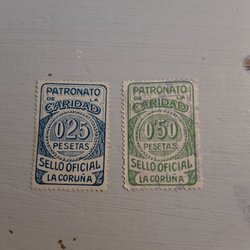 PATRONATO
DE LA
CARIDAD
0'25
PESETAS
SELLO OFICIAL
LA CORUÑA
PATRONATO
DE LA
CARIDAD
0'50
PESETAS
SELLO OFICIAL
LA CORUÑA